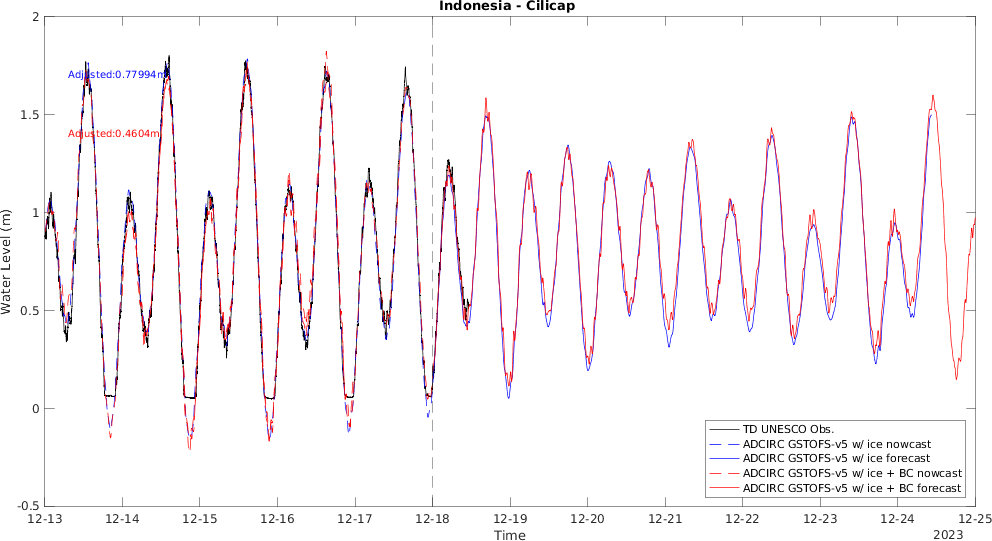 Indonesia - Cilicap
Adjusted:0.77994m
Adjusted:0.4604m
Water Level (m)
2
1.5
1
0.5
0
-0.5
TD UNESCO Obs.
ADCIRC GSTOFS-v5 w/ ice nowcast
ADCIRC GSTOFS-v5 w/ ice forecast
ADCIRC GSTOFS-v5 w/ ice + BC nowcast
ADCIRC GSTOFS-v5 w/ ice + BC forecast
12-13 12-14 12-15 12-16 12-17 12-18 12-19 12-20 12-21 12-22 12-23 12-24 12-25
Time
2023